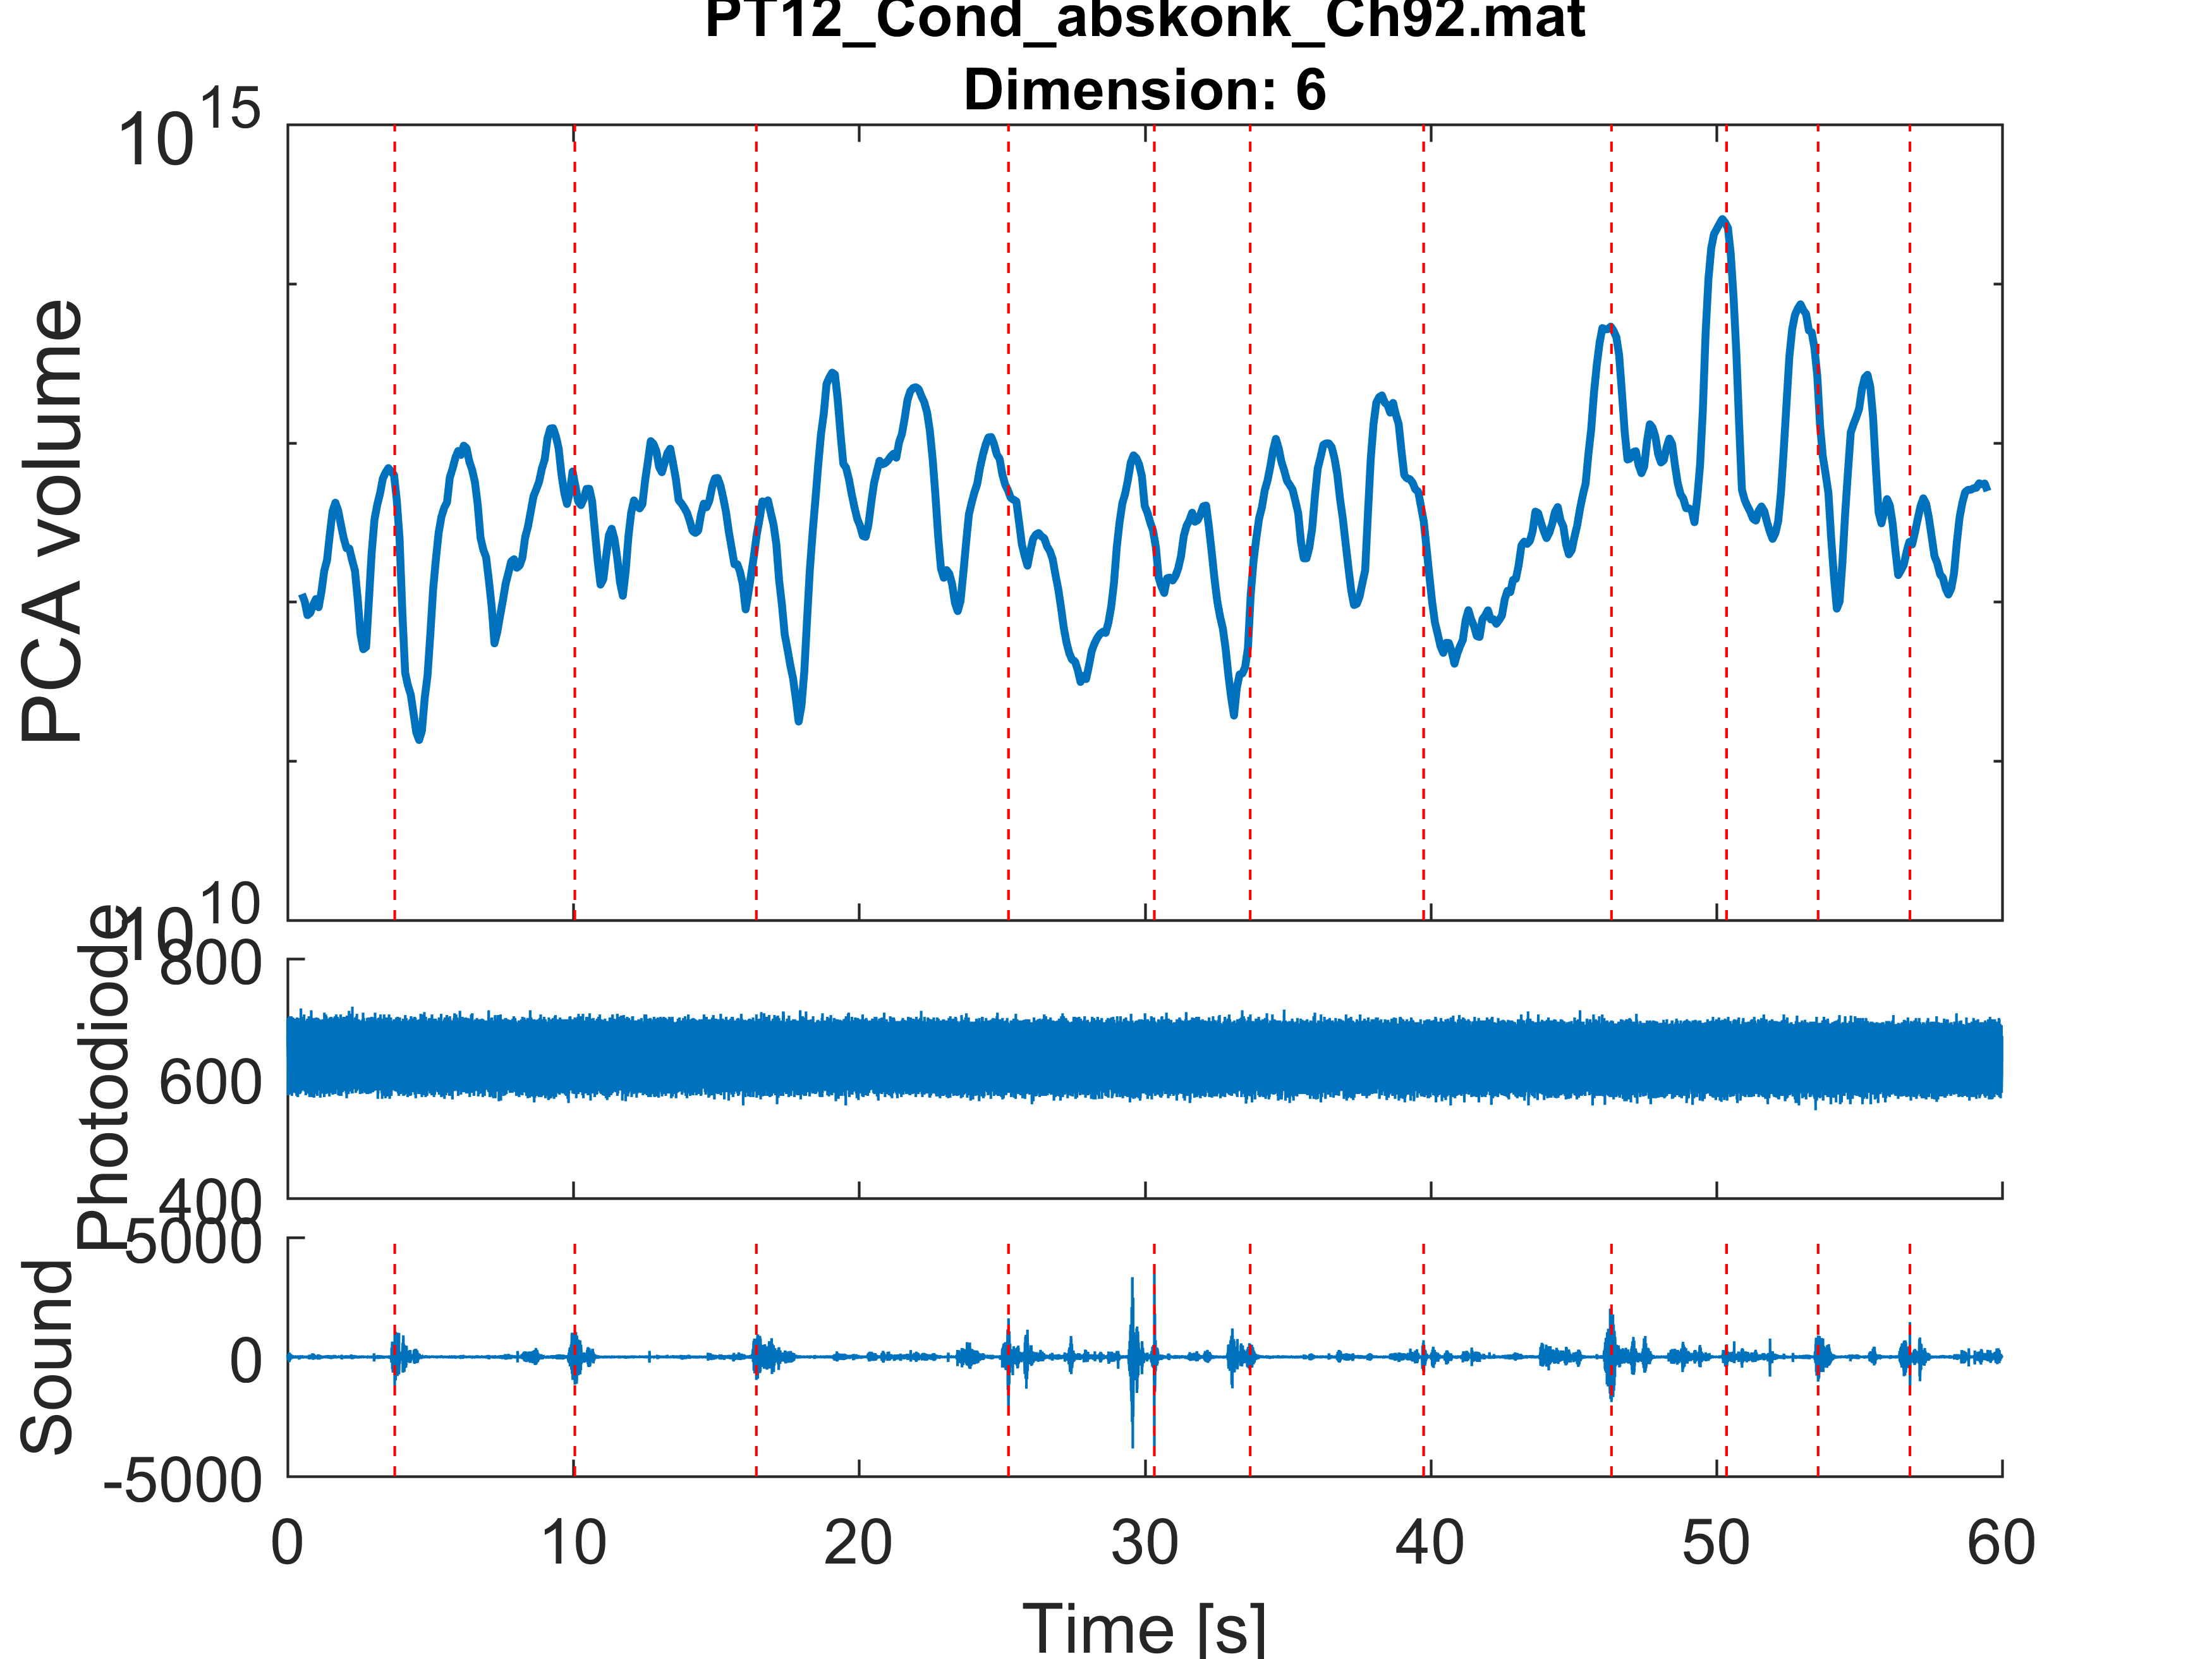 PT12_Cond_abskonk_Ch92.mat
Dimension: 6
10^15
PCA volume
10^10
800
Photodiode
600
400
5000
Sound
0
-5000
0 10 20 30 40 50 60
Time [s]